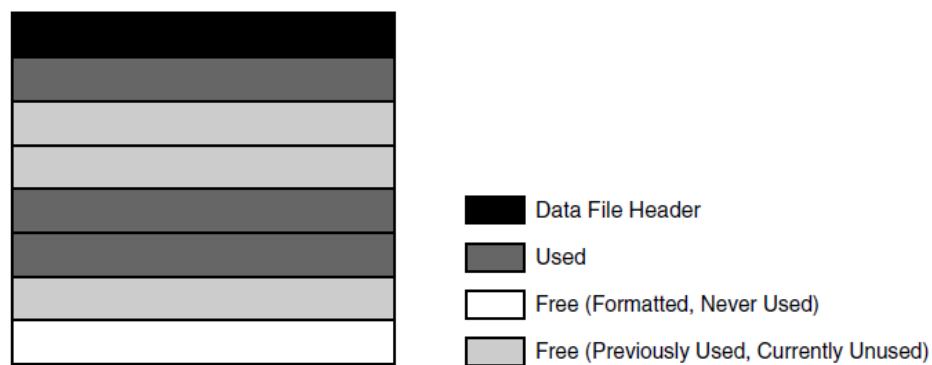 Data File Header
Used
Free (Formatted, Never Used)
Free (Previously Used, Currently Unused)